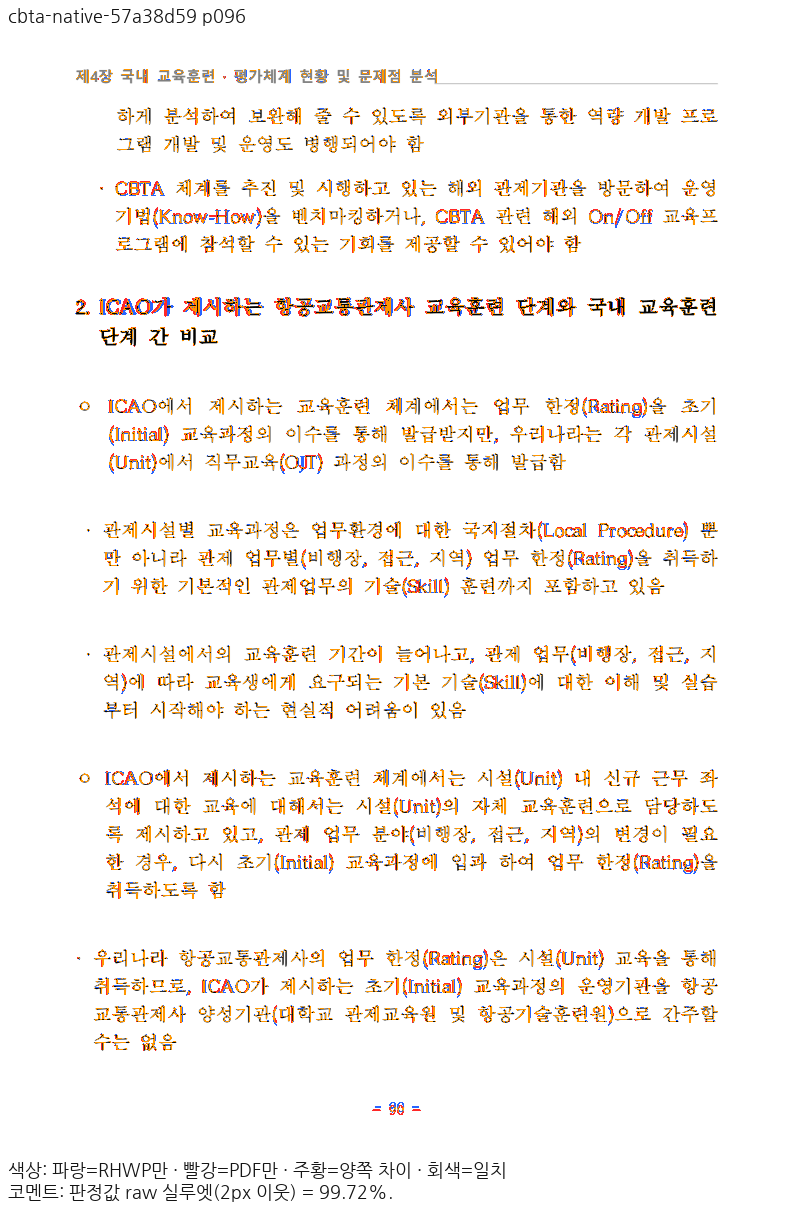 cbta-native-57a38d59 p096
제4장 국내 교육훈련 · 평가체계 현황 및 문제점 분석
하게 분석하여 보완해 줄 수 있도록 외부기관을 통한 역량 개발 프로
그램 개발 및 운영도 병행되어야 함
· CBTA 체계를 추진 및 시행하고 있는 해외 관제기관을 방문하여 운영
기법(Know-How)을 벤치마킹하거나, CBTA 관련 해외 On/Off 교육프
로그램에 참석할 수 있는 기회를 제공할 수 있어야 함
2. ICAO가 제시하는 항공교통관제사 교육훈련 단계와 국내 교육훈련
단계 간 비교
○ ICAO에서 제시하는 교육훈련 체계에서는 업무 한정(Rating)을 초기
(Initial) 교육과정의 이수를 통해 발급받지만, 우리나라는 각 관제시설
(Unit)에서 직무교육(OJT) 과정의 이수를 통해 발급함
· 관제시설별 교육과정은 업무환경에 대한 국지절차(Local Procedure) 뿐
만 아니라 관제 업무별(비행장, 접근, 지역) 업무 한정(Rating)을 취득하
기 위한 기본적인 관제업무의 기술(Skill) 훈련까지 포함하고 있음
· 관제시설에서의 교육훈련 기간이 늘어나고, 관제 업무(비행장, 접근, 지
역)에 따라 교육생에게 요구되는 기본 기술(Skill)에 대한 이해 및 실습
부터 시작해야 하는 현실적 어려움이 있음
○ ICAO에서 제시하는 교육훈련 체계에서는 시설(Unit) 내 신규 근무 좌
석에 대한 교육에 대해서는 시설(Unit)의 자체 교육훈련으로 담당하도
록 제시하고 있고, 관제 업무 분야(비행장, 접근, 지역)의 변경이 필요
한 경우, 다시 초기(Initial) 교육과정에 입과 하여 업무 한정(Rating)을
취득하도록 함
· 우리나라 항공교통관제사의 업무 한정(Rating)은 시설(Unit) 교육을 통해
취득하므로, ICAO가 제시하는 초기(Initial) 교육과정의 운영기관을 항공
교통관제사 양성기관(대학교 관제교육원 및 항공기술훈련원)으로 간주할
수는 없음
색상: 파랑=RHWP만 · 빨강=PDF만 · 주황=양쪽 차이 · 회색=일치
코멘트: 판정값 raw 실루엣(2px 이웃) = 99.72%.